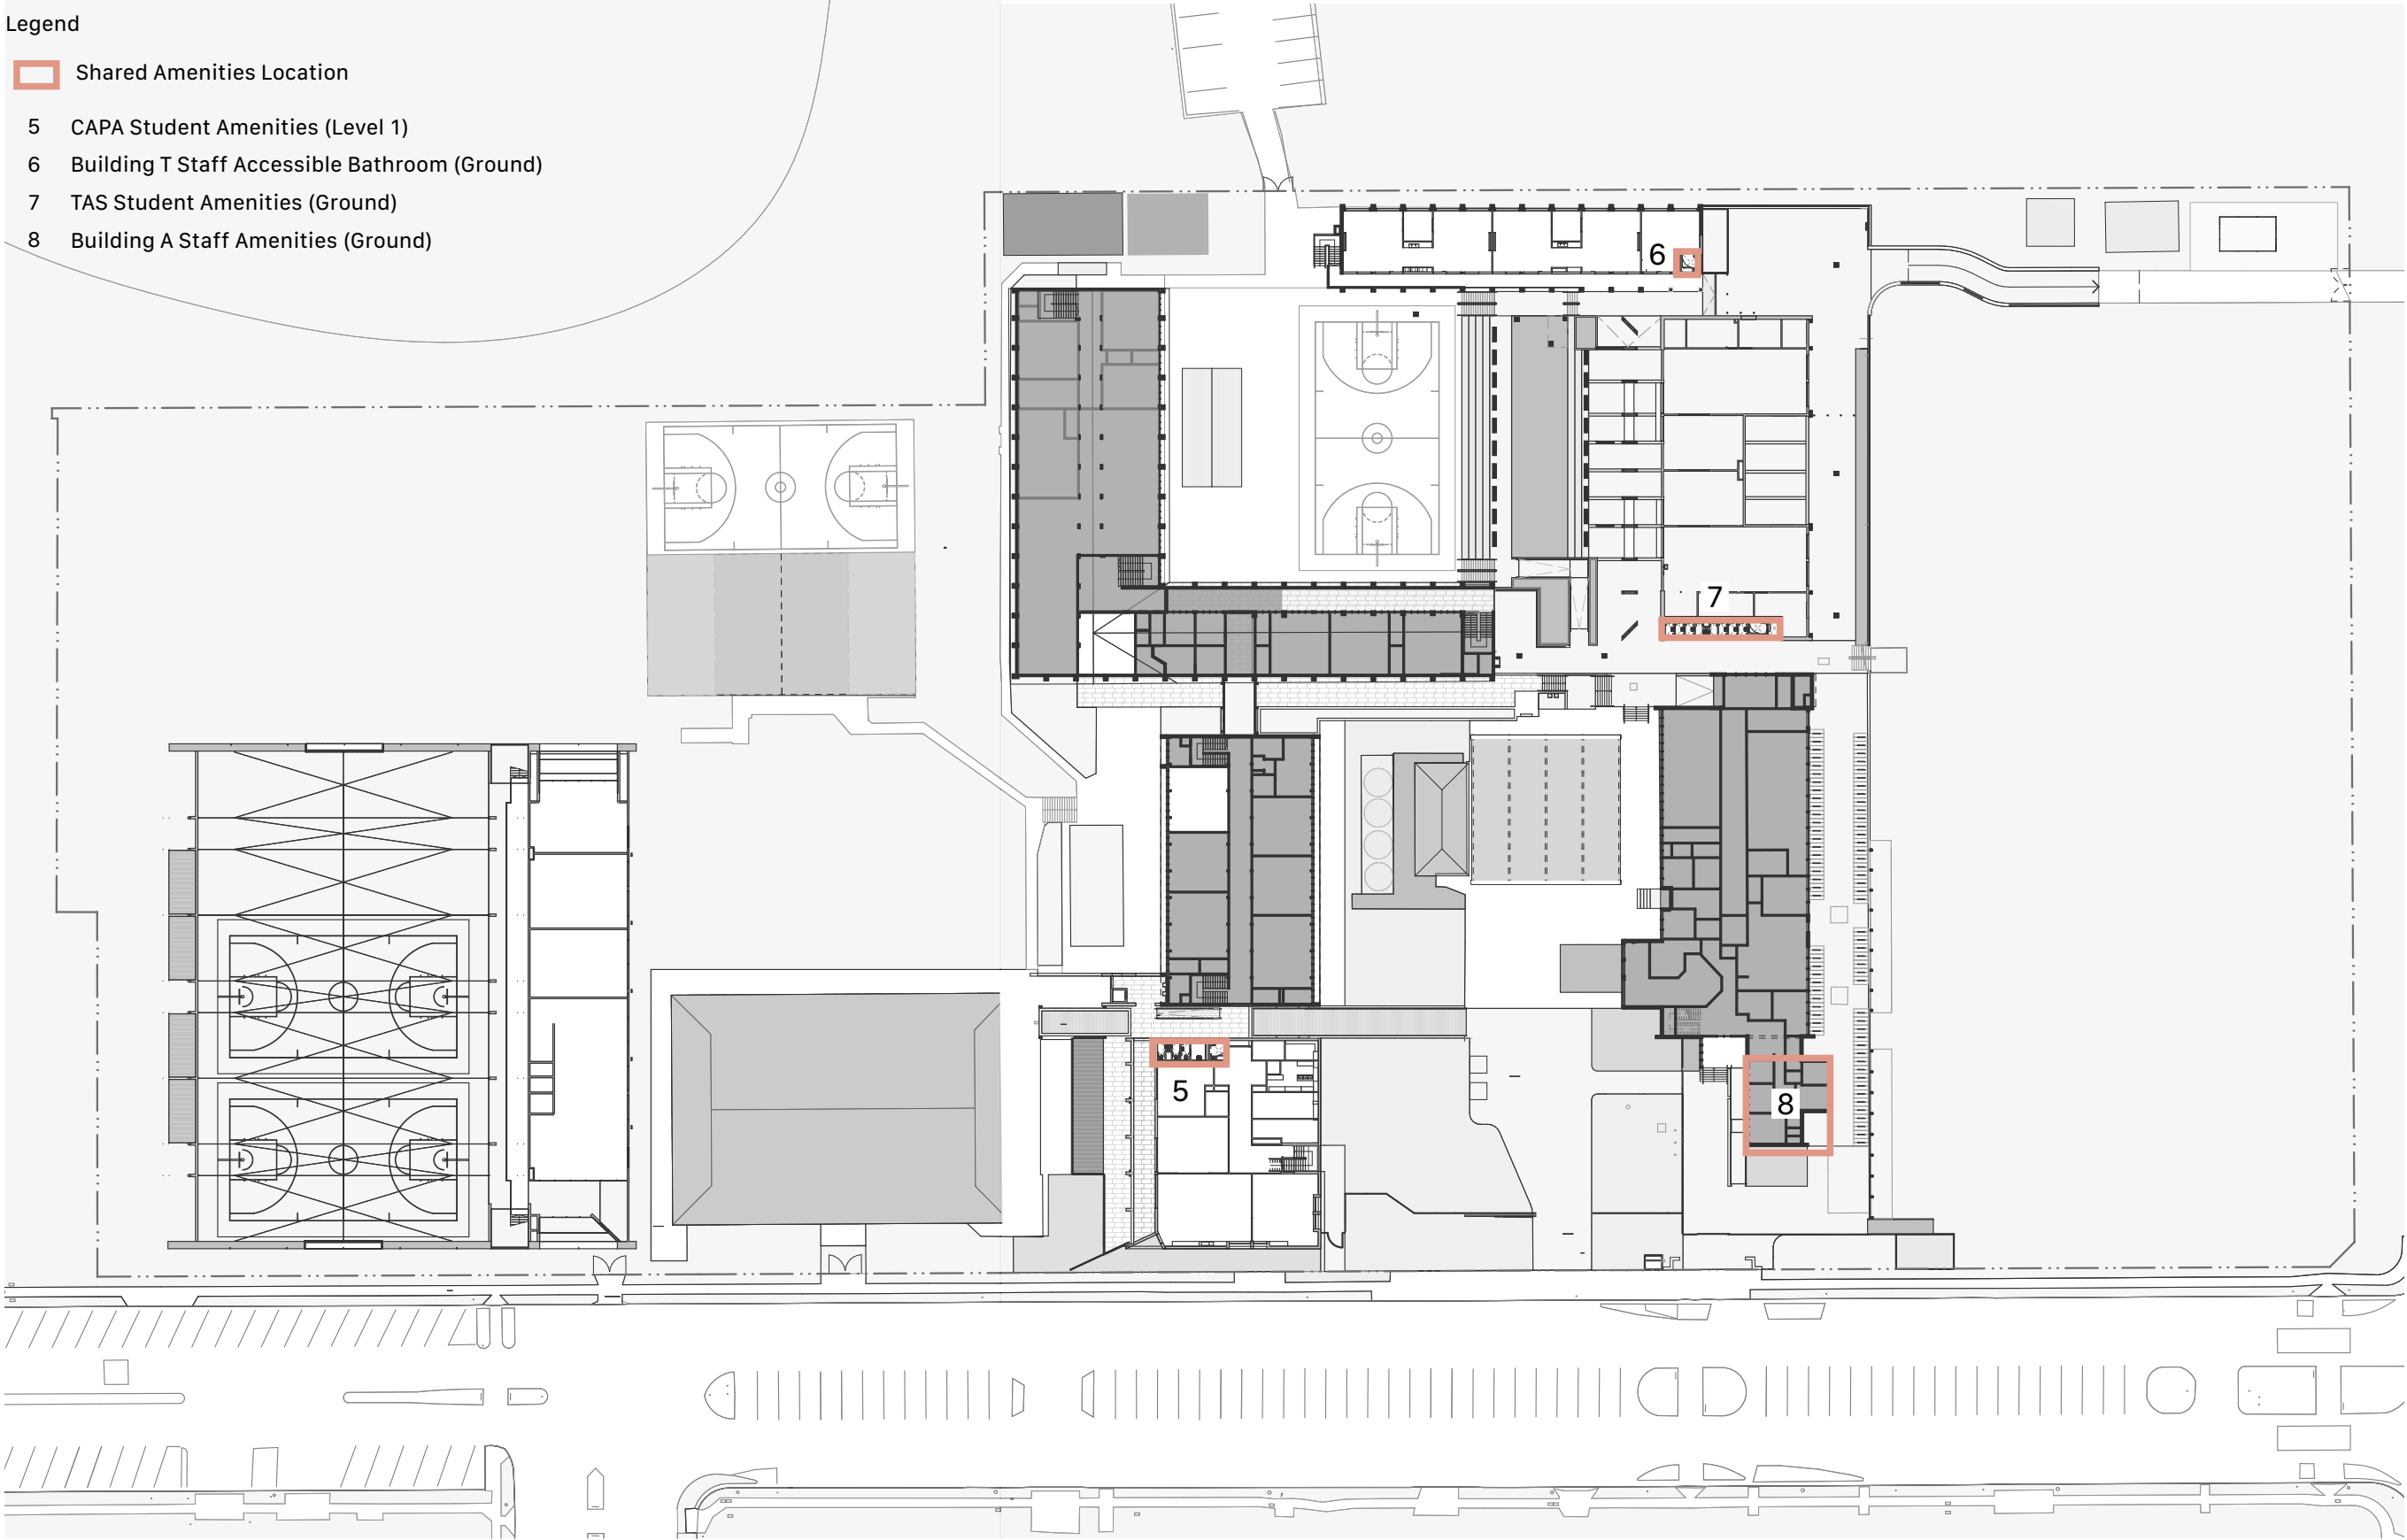 Legend
Shared Amenities Location
5 CAPA Student Amenities (Level 1)
6 Building T Staff Accessible Bathroom (Ground)
7 TAS Student Amenities (Ground)
8 Building A Staff Amenities (Ground)
6
7
5
8